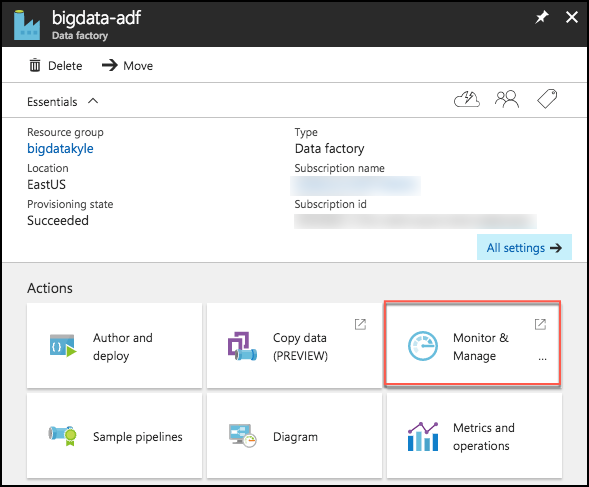 bigdata-adf
Data factory
Delete
Move
Essentials
Resource group
bigdatakyle
Location
EastUS
Provisioning state
Succeeded
Type
Data factory
Subscription name
Subscription id
All settings
Actions
Author and
deploy
Copy data
(PREVIEW)
Monitor &
Manage
...
Sample pipelines
Diagram
Metrics and
operations